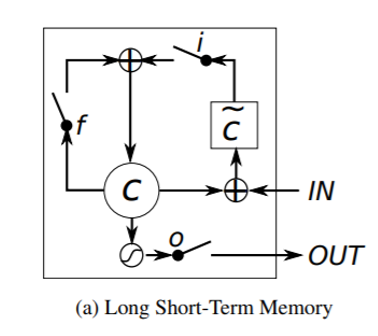 i
f
c̃
c
IN
o
OUT
(a) Long Short-Term Memory